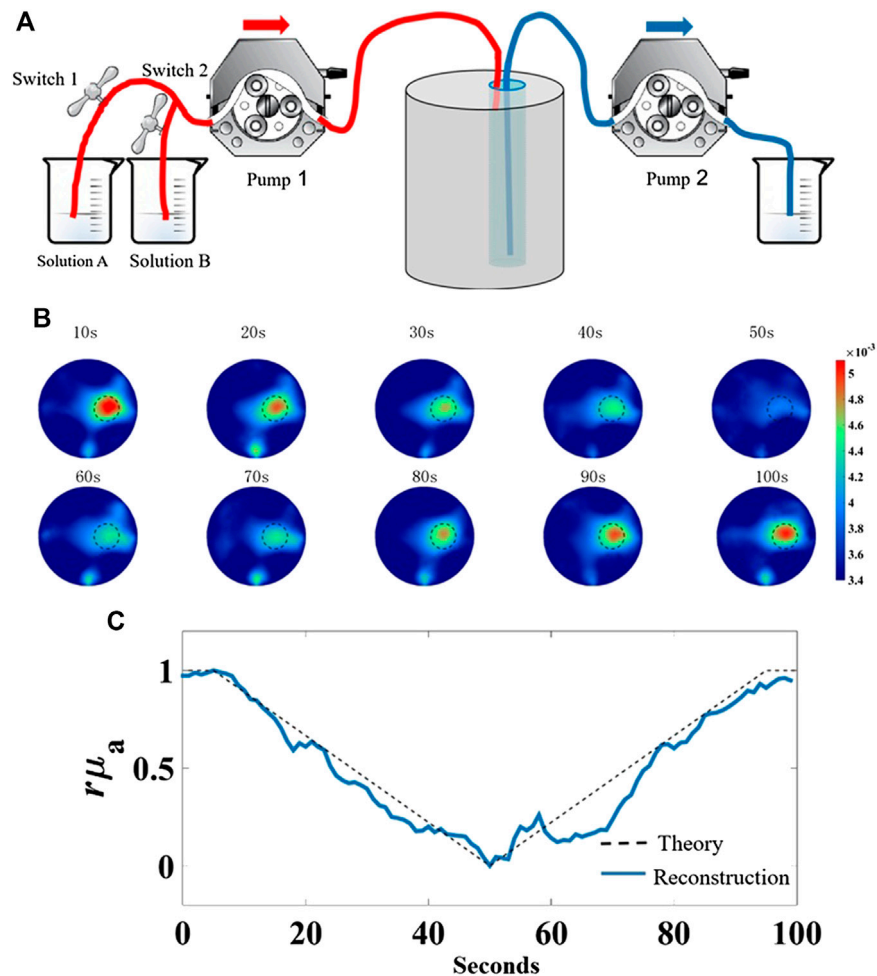 A
Switch 1
Switch 2
Pump 1
Pump 2
Solution A
Solution B
B
10s 20s 30s 40s 50s
60s 70s 80s 90s 100s
×10⁻³
5
4.8
4.6
4.4
4.2
4
3.8
3.6
3.4
C
1
0.5
0
rμa
Theory
Reconstruction
0 20 40 60 80 100
Seconds